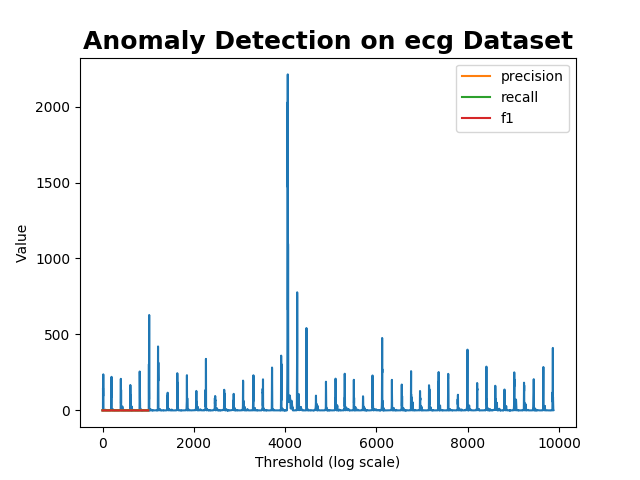 Anomaly Detection on ecg Dataset
precision
recall
f1
Value
2000
1500
1000
500
0
0
2000
4000
6000
8000
10000
Threshold (log scale)